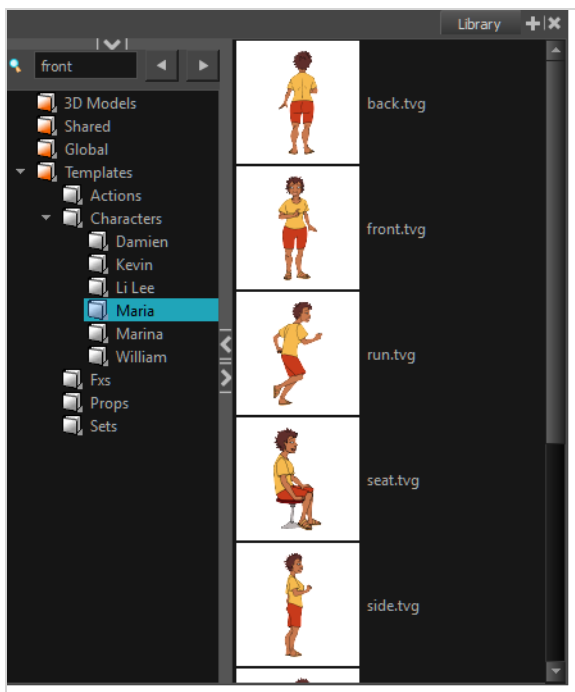 Library
front
3D Models
Shared
Global
Templates
Actions
Characters
Damien
Kevin
Li Lee
Maria
Marina
William
Fxs
Props
Sets
back.tvg
front.tvg
run.tvg
seat.tvg
side.tvg